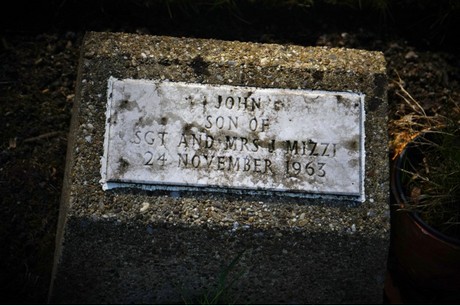 JOHN
SON OF
SGT AND MRS J MIZZI
24 NOVEMBER 1963